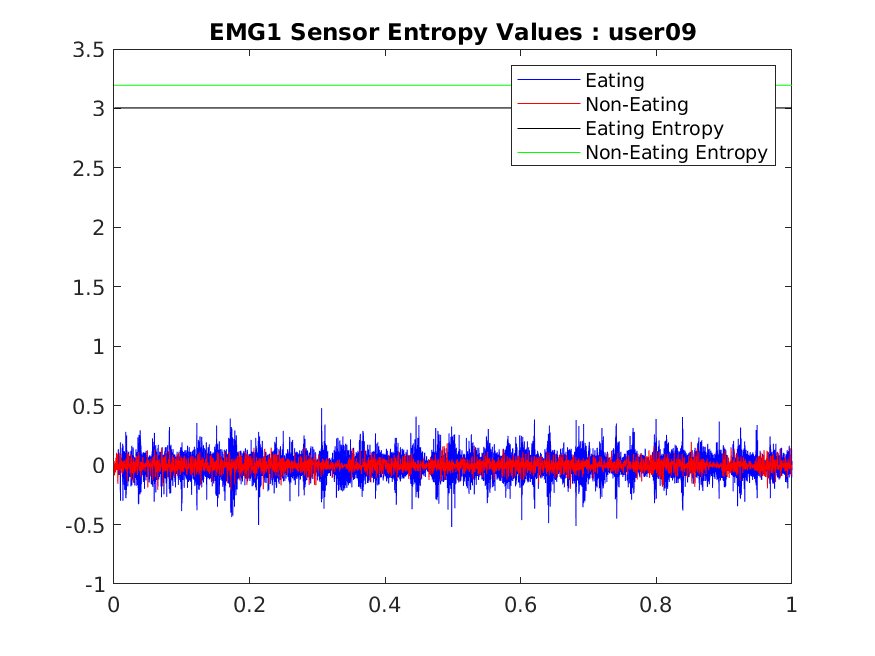 EMG1 Sensor Entropy Values : user09
3.5
Eating
Non-Eating
Eating Entropy
Non-Eating Entropy
3
2.5
2
1.5
1
0.5
0
-0.5
-1
0 0.2 0.4 0.6 0.8 1